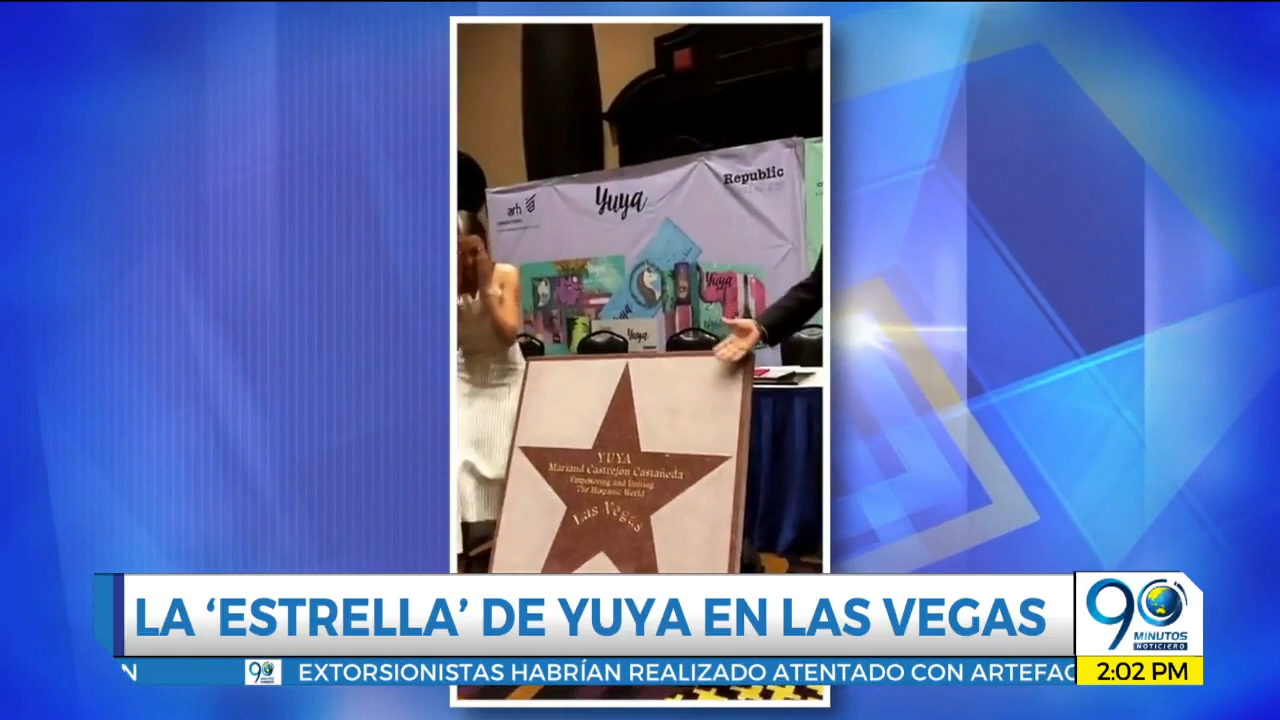 Yuya
Republic
arh
Yuya
Yuya
YUYA
Mariand Castrejon Castañeda
Empowering and Uniting
The Hispanic World
Las Vegas
LA ‘ESTRELLA’ DE YUYA EN LAS VEGAS
90
MINUTOS
NOTICIERO
2:02 PM
N
90
EXTORSIONISTAS HABRÍAN REALIZADO ATENTADO CON ARTEFAC